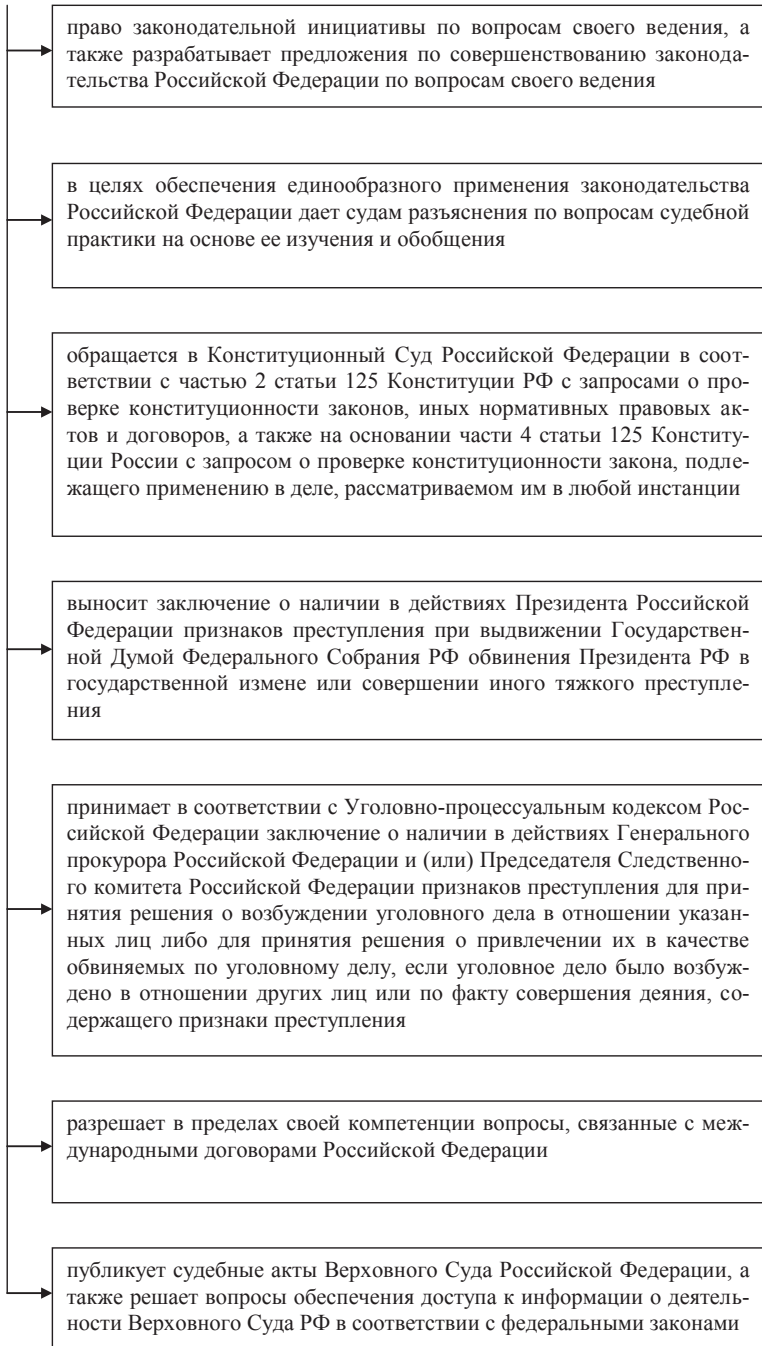 право законодательной инициативы по вопросам своего ведения, а
также разрабатывает предложения по совершенствованию законода-
тельства Российской Федерации по вопросам своего ведения
в целях обеспечения единообразного применения законодательства
Российской Федерации дает судам разъяснения по вопросам судебной
практики на основе ее изучения и обобщения
обращается в Конституционный Суд Российской Федерации в соот-
ветствии с частью 2 статьи 125 Конституции РФ с запросами о про-
верке конституционности законов, иных нормативных правовых ак-
тов и договоров, а также на основании части 4 статьи 125 Конститу-
ции России с запросом о проверке конституционности закона, подле-
жащего применению в деле, рассматриваемом им в любой инстанции
выносит заключение о наличии в действиях Президента Российской
Федерации признаков преступления при выдвижении Государствен-
ной Думой Федерального Собрания РФ обвинения Президента РФ в
государственной измене или совершении иного тяжкого преступле-
ния
принимает в соответствии с Уголовно-процессуальным кодексом Рос-
сийской Федерации заключение о наличии в действиях Генерального
прокурора Российской Федерации и (или) Председателя Следственно-
го комитета Российской Федерации признаков преступления для при-
нятия решения о возбуждении уголовного дела в отношении указан-
ных лиц либо для принятия решения о привлечении их в качестве
обвиняемых по уголовному делу, если уголовное дело было возбуж-
дено в отношении других лиц или по факту совершения деяния, со-
держащего признаки преступления
разрешает в пределах своей компетенции вопросы, связанные с меж-
дународными договорами Российской Федерации
публикует судебные акты Верховного Суда Российской Федерации, а
также решает вопросы обеспечения доступа к информации о деятель-
ности Верховного Суда РФ в соответствии с федеральными законами